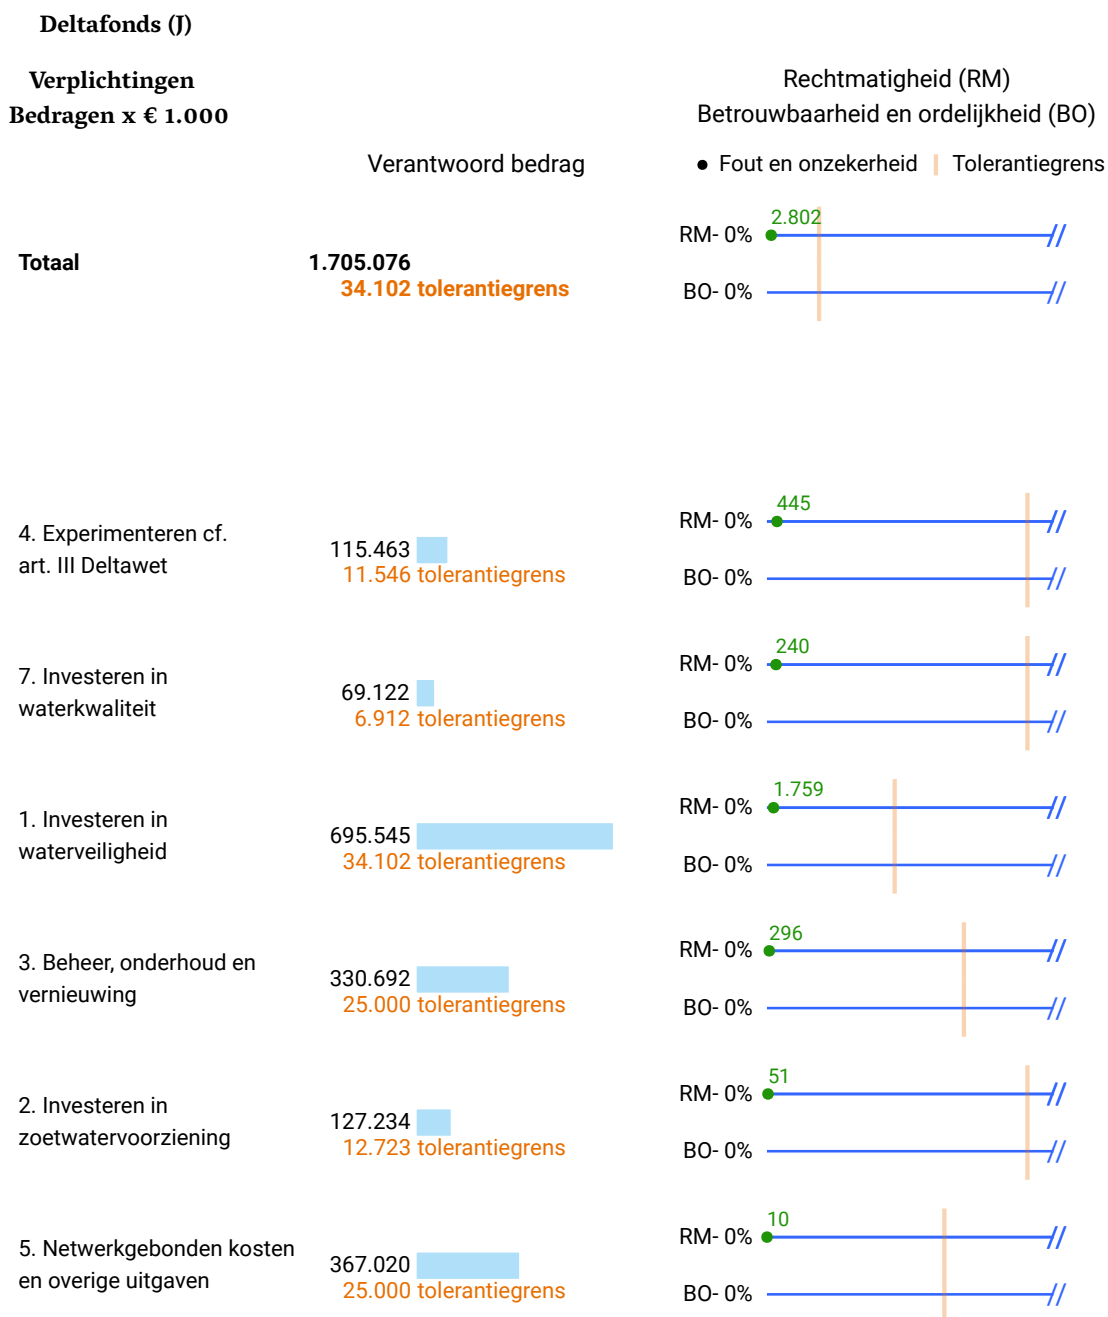 Deltafonds (J)
Verplichtingen
Bedragen x € 1.000
Rechtmatigheid (RM)
Betrouwbaarheid en ordelijkheid (BO)
Verantwoord bedrag
Fout en onzekerheid
Tolerantiegrens
Totaal
1.705.076
34.102 tolerantiegrens
2.802
RM- 0%
BO- 0%
4. Experimenteren cf.
art. III Deltawet
115.463
11.546 tolerantiegrens
445
RM- 0%
BO- 0%
7. Investeren in
waterkwaliteit
69.122
6.912 tolerantiegrens
240
RM- 0%
BO- 0%
1. Investeren in
waterveiligheid
695.545
34.102 tolerantiegrens
1.759
RM- 0%
BO- 0%
3. Beheer, onderhoud en
vernieuwing
330.692
25.000 tolerantiegrens
296
RM- 0%
BO- 0%
2. Investeren in
zoetwatervoorziening
127.234
12.723 tolerantiegrens
51
RM- 0%
BO- 0%
5. Netwerkgebonden kosten
en overige uitgaven
367.020
25.000 tolerantiegrens
10
RM- 0%
BO- 0%